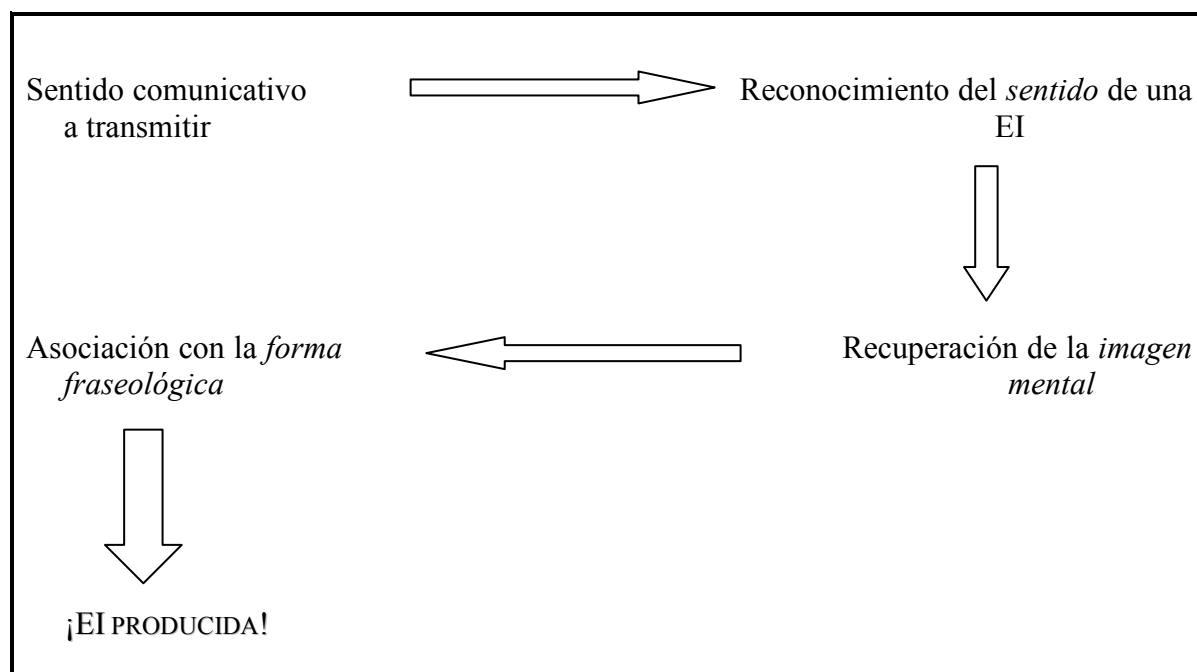 Sentido comunicativo
a transmitir
Reconocimiento del sentido de una
EI
Recuperación de la imagen
mental
Asociación con la forma
fraseológica
¡EI PRODUCIDA!